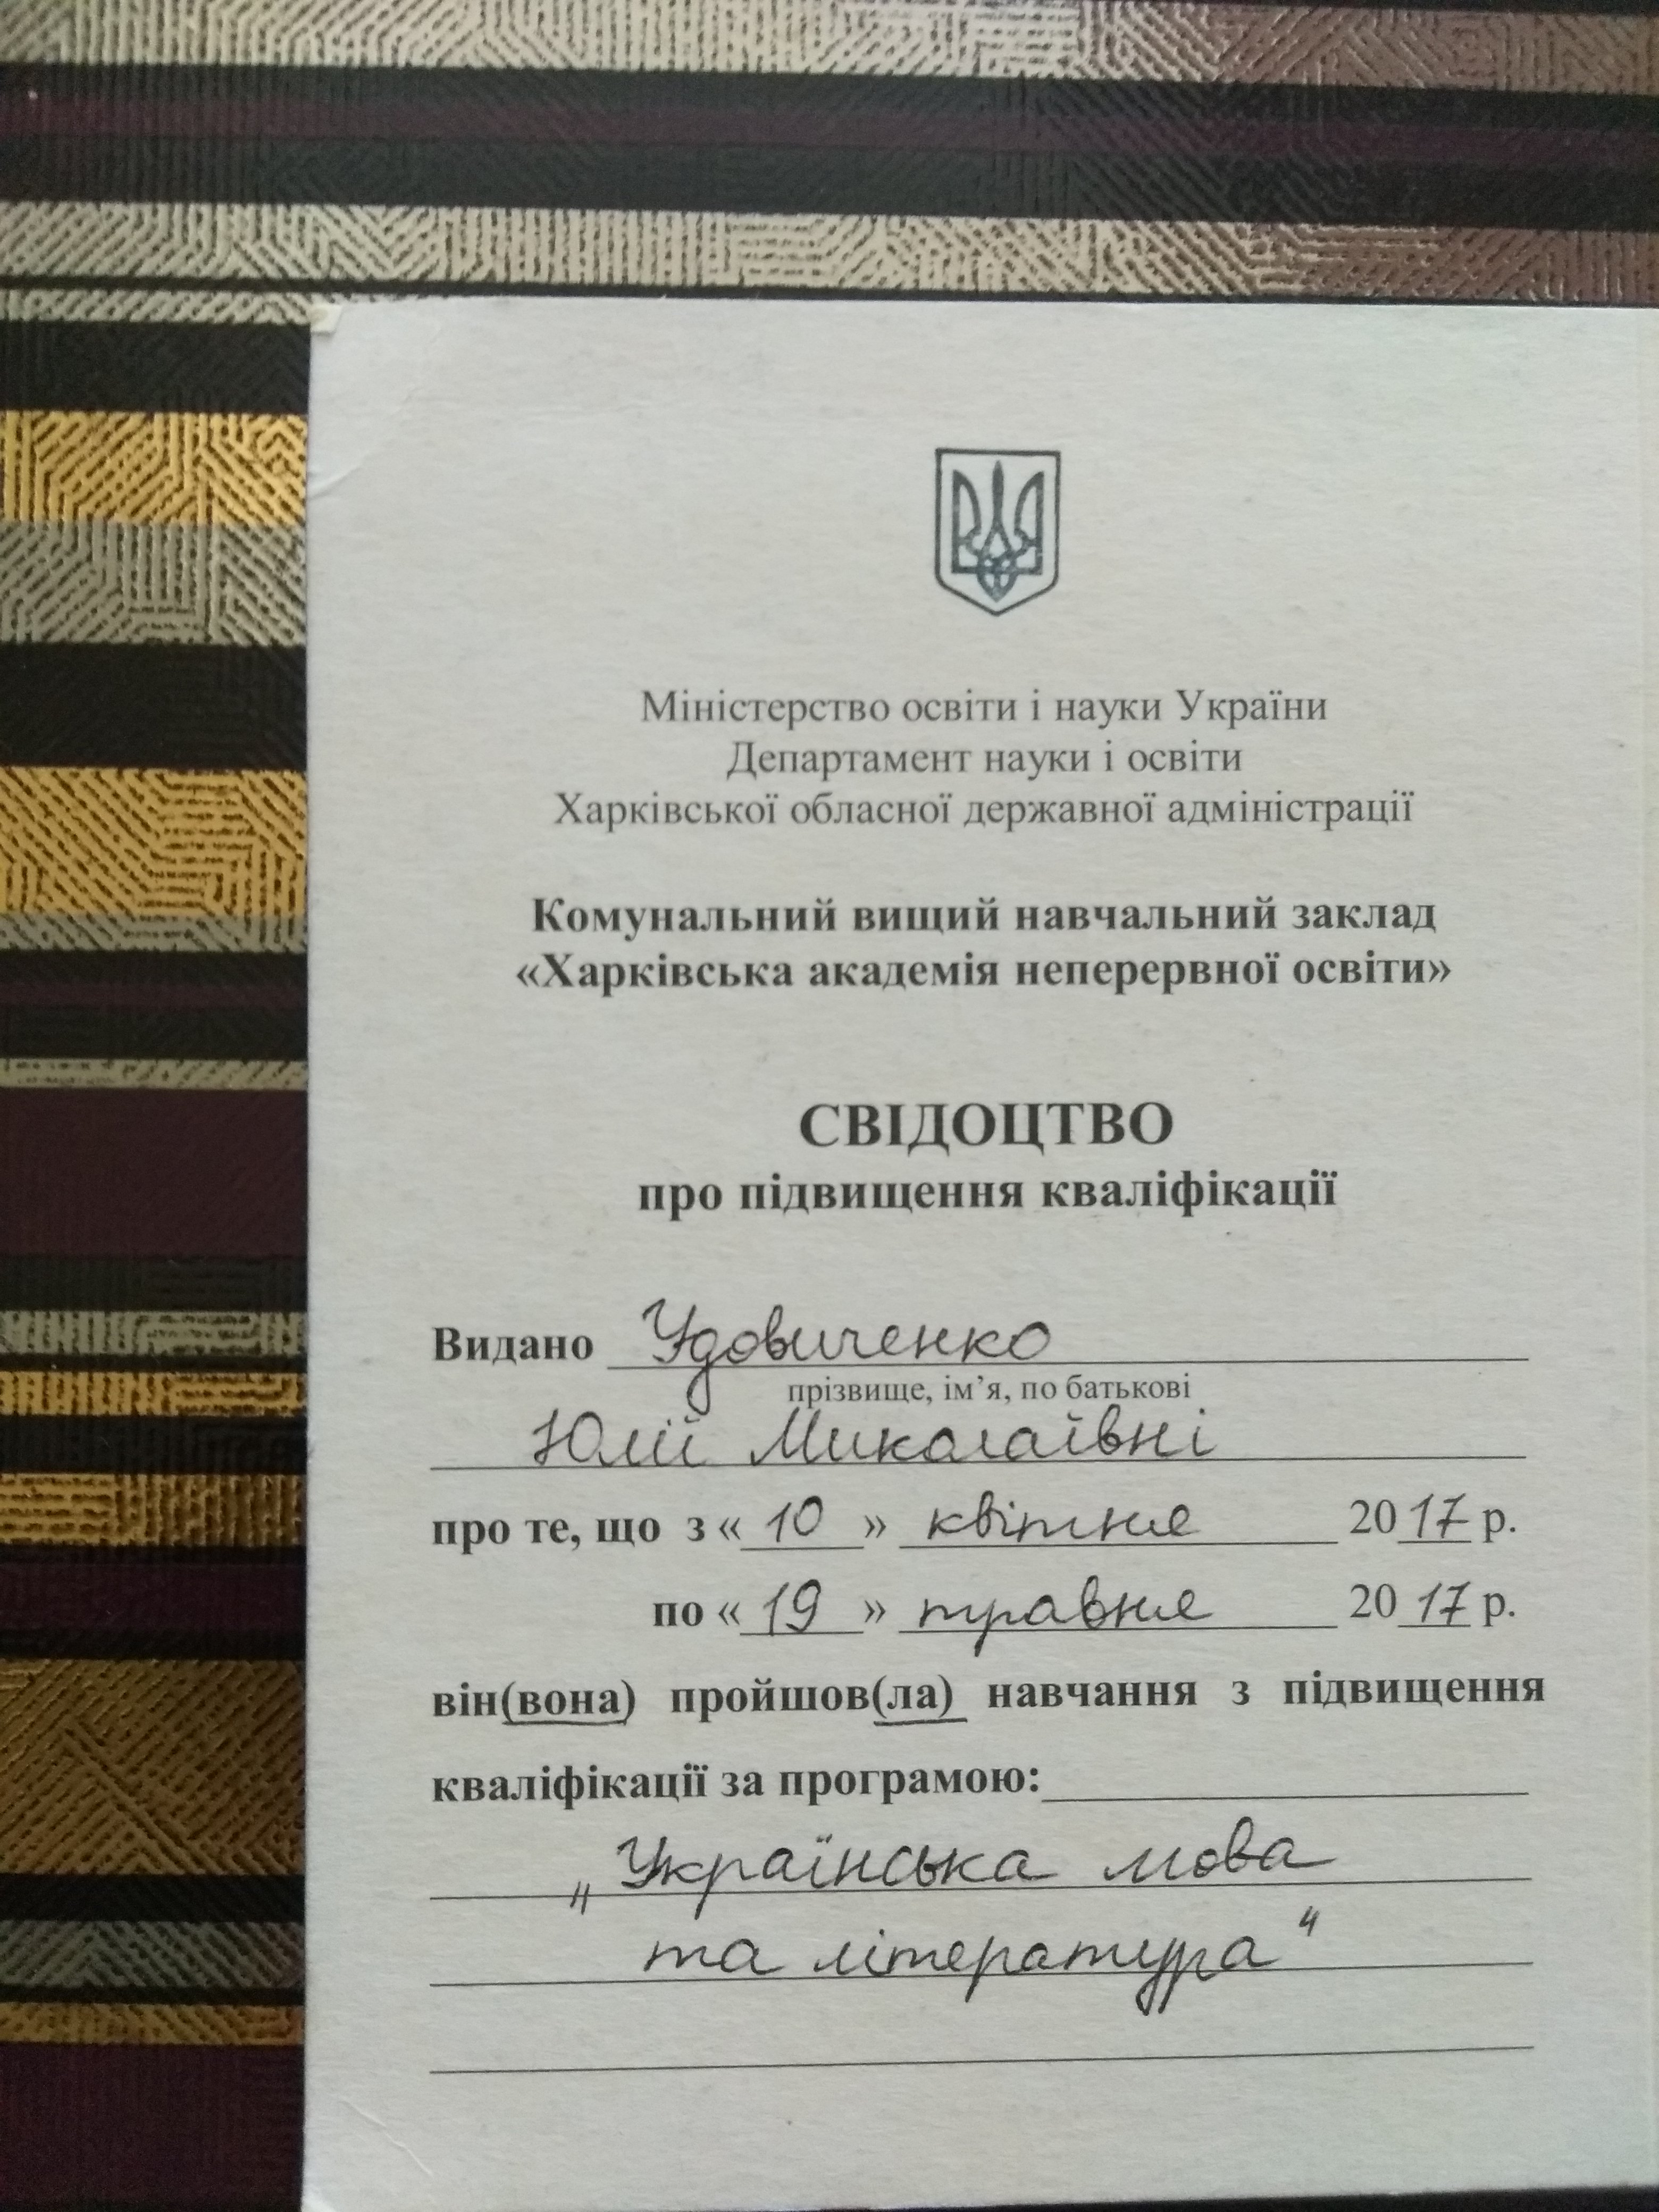 Міністерство освіти і науки України
Департамент науки і освіти
Харківської обласної державної адміністрації
Комунальний вищий навчальний заклад
«Харківська академія неперервної освіти»
СВІДОЦТВО
про підвищення кваліфікації
Видано Удовиченко
прізвище, ім’я, по батькові
Юлії Миколаївні
про те, що з « 10 » квітня 2017 р.
по « 19 » травня 2017 р.
він(вона) пройшов(ла) навчання з підвищення
кваліфікації за програмою:
„Українська мова
та література“